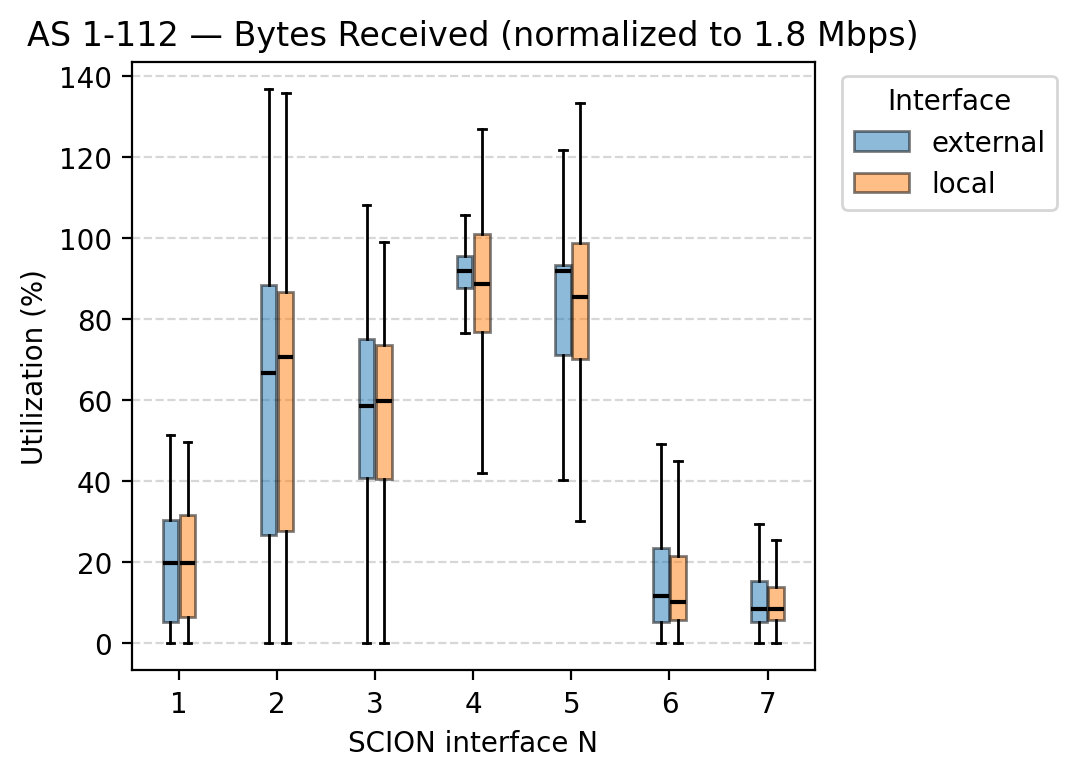 AS 1-112 — Bytes Received (normalized to 1.8 Mbps)
Interface
external
local
Utilization (%)
140
120
100
80
60
40
20
0
1 2 3 4 5 6 7
SCION interface N